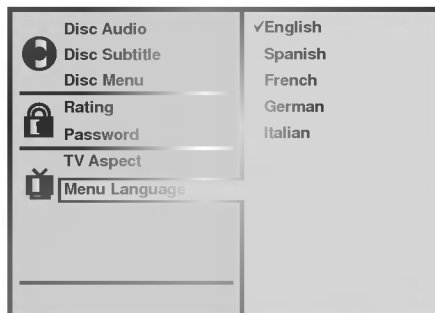 Disc Audio
Disc Subtitle
Disc Menu
Rating
Password
TV Aspect
Menu Language
✓English
Spanish
French
German
Italian